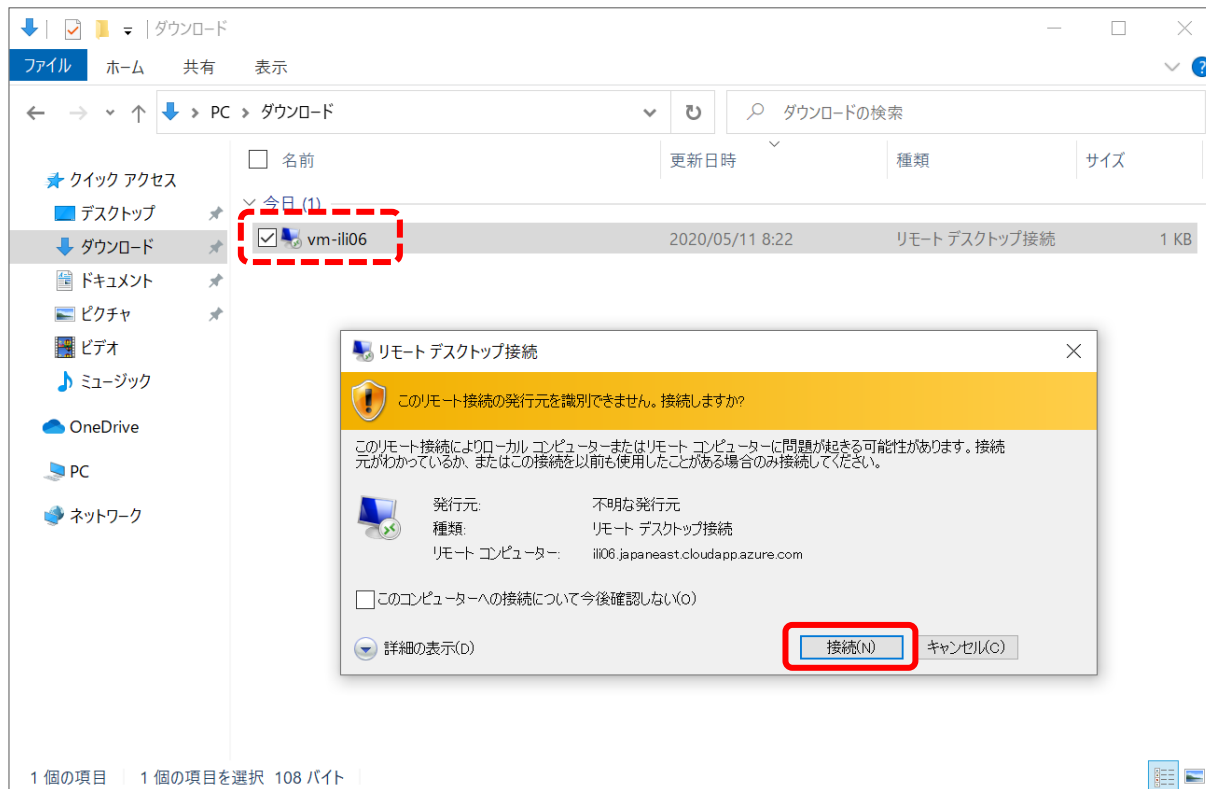 ダウンロード
ファイル ホーム 共有 表示
PC ダウンロード ダウンロードの検索
名前 更新日時 種類 サイズ
クイック アクセス
デスクトップ
ダウンロード
ドキュメント
ピクチャ
ビデオ
ミュージック
OneDrive
PC
ネットワーク
今日 (1)
vm-ili06 2020/05/11 8:22 リモート デスクトップ接続 1 KB
リモート デスクトップ接続
このリモート接続の発行元を識別できません。接続しますか?
このリモート接続によりローカル コンピューターまたはリモート コンピューターに問題が起きる可能性があります。接続
元がわかっているか、またはこの接続を以前も使用したことがある場合のみ接続してください。
発行元: 不明な発行元
種類: リモート デスクトップ接続
リモート コンピューター: ili06.japaneast.cloudapp.azure.com
このコンピューターへの接続について今後確認しない(O)
詳細の表示(D) 接続(N) キャンセル(C)
1 個の項目 1 個の項目を選択 108 バイト